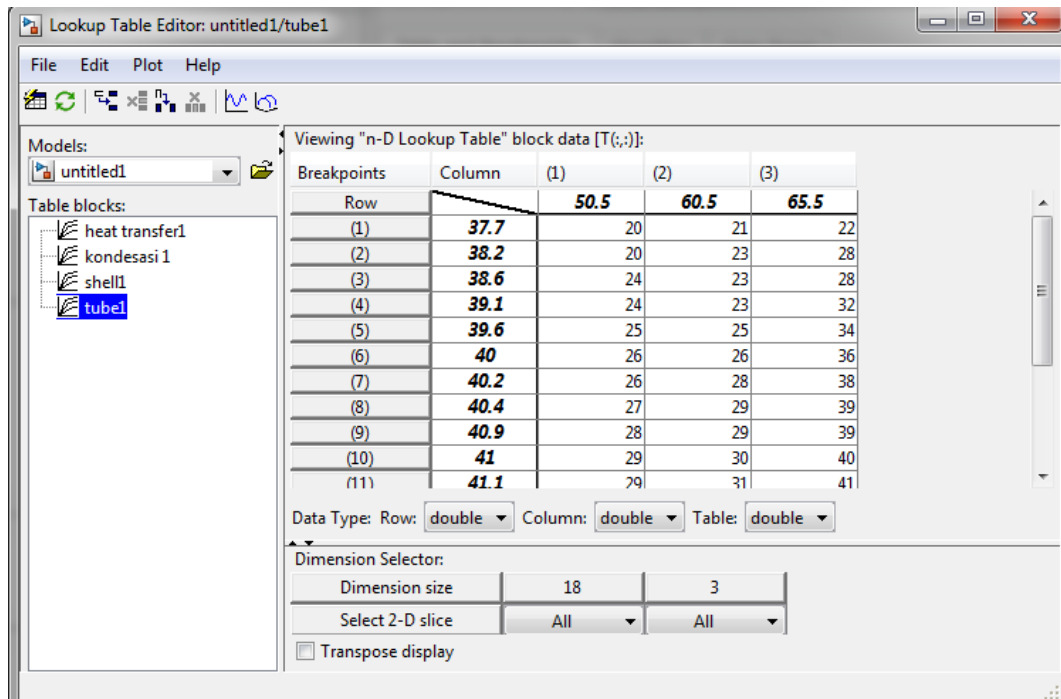 Lookup Table Editor: untitled1/tube1
File Edit Plot Help
Models:
untitled1
Table blocks:
heat transfer1
kondesasi 1
shell1
tube1
Viewing "n-D Lookup Table" block data [T(:,:)]:
Breakpoints Column (1) (2) (3)
Row 50.5 60.5 65.5
(1) 37.7 20 21 22
(2) 38.2 20 23 28
(3) 38.6 24 23 28
(4) 39.1 24 23 32
(5) 39.6 25 25 34
(6) 40 26 26 36
(7) 40.2 26 28 38
(8) 40.4 27 29 39
(9) 40.9 28 29 39
(10) 41 29 30 40
(11) 41.1 29 31 41
Data Type: Row: double Column: double Table: double
Dimension Selector:
Dimension size 18 3
Select 2-D slice All All
Transpose display